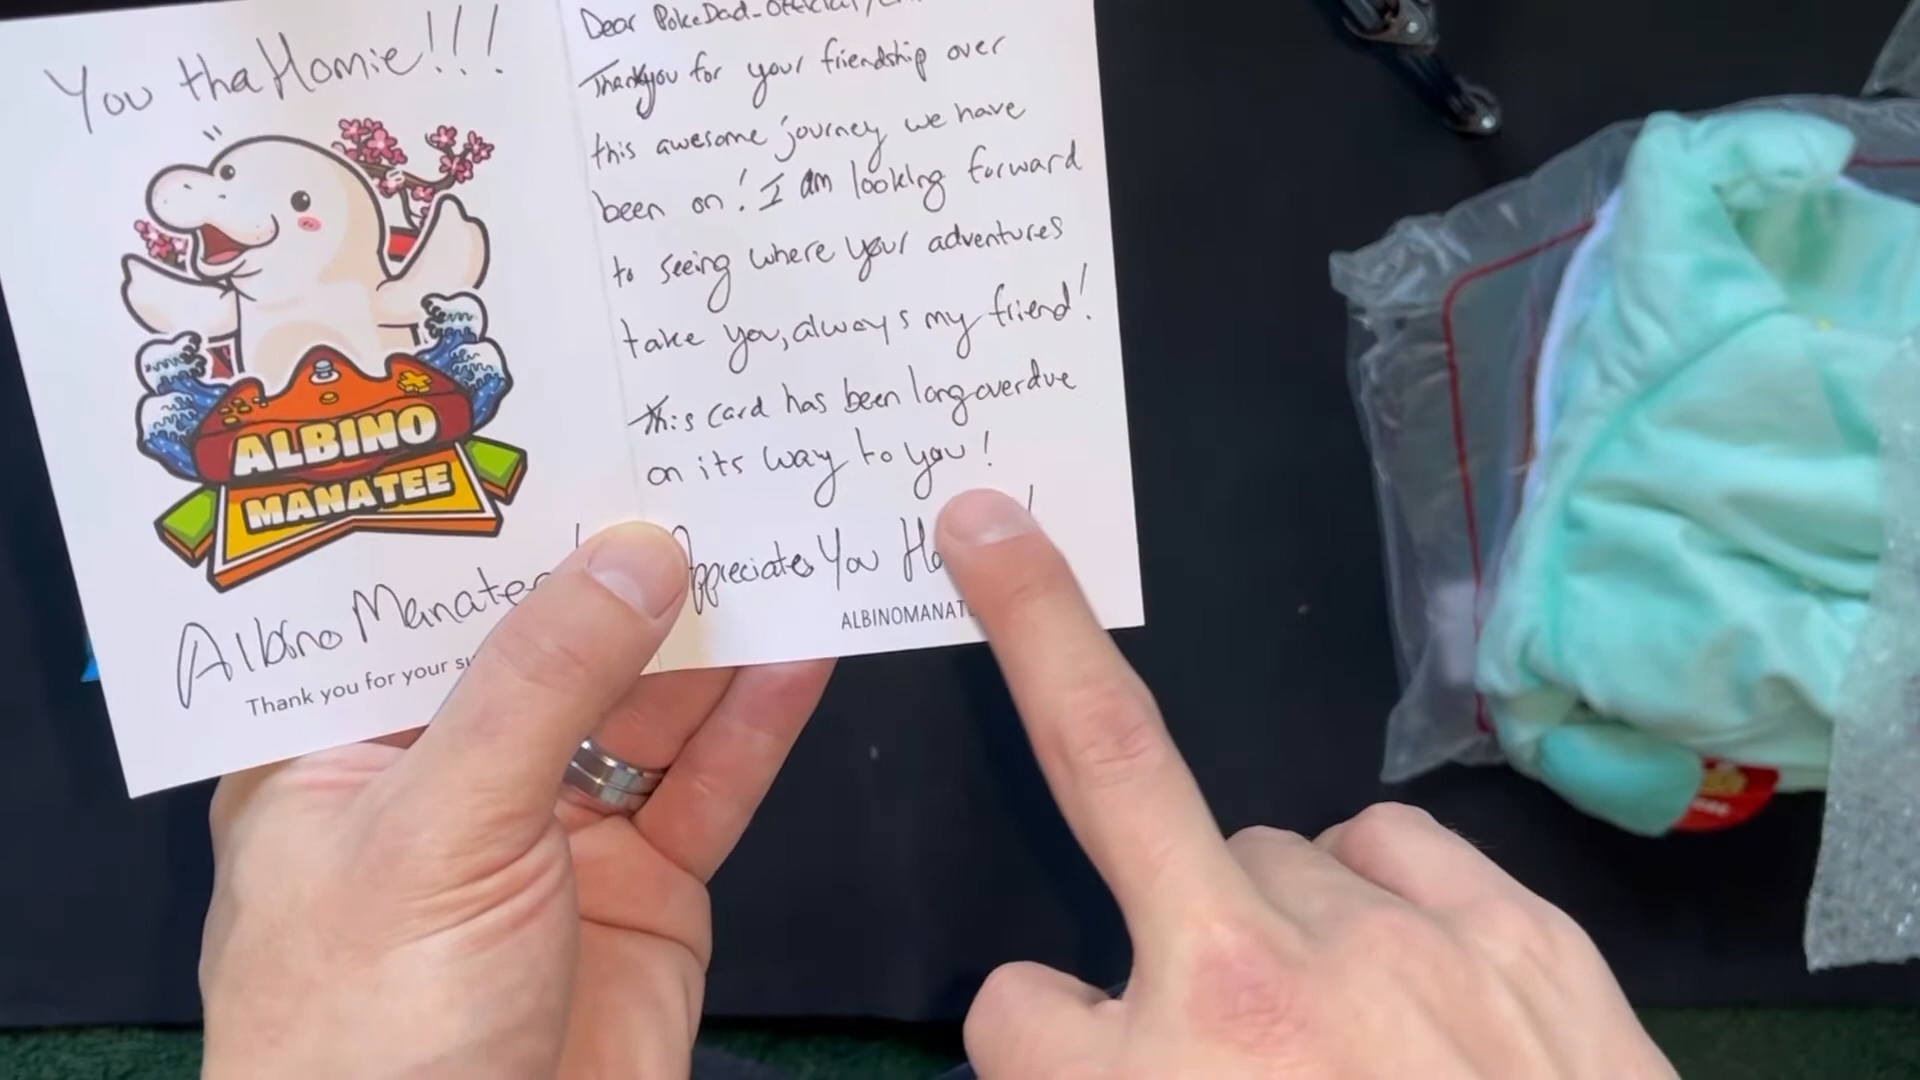 You tha Homie!!!
ALBINO
MANATEE
Albino Manatee
Thank you for your
Dear PokeDad_Official/
Thankyou for your friendship over
this awesome journey we have
been on! I am looking forward
to seeing where your adventures
take you, always my friend!
This card has been long overdue
on its way to you!
Appreciates You